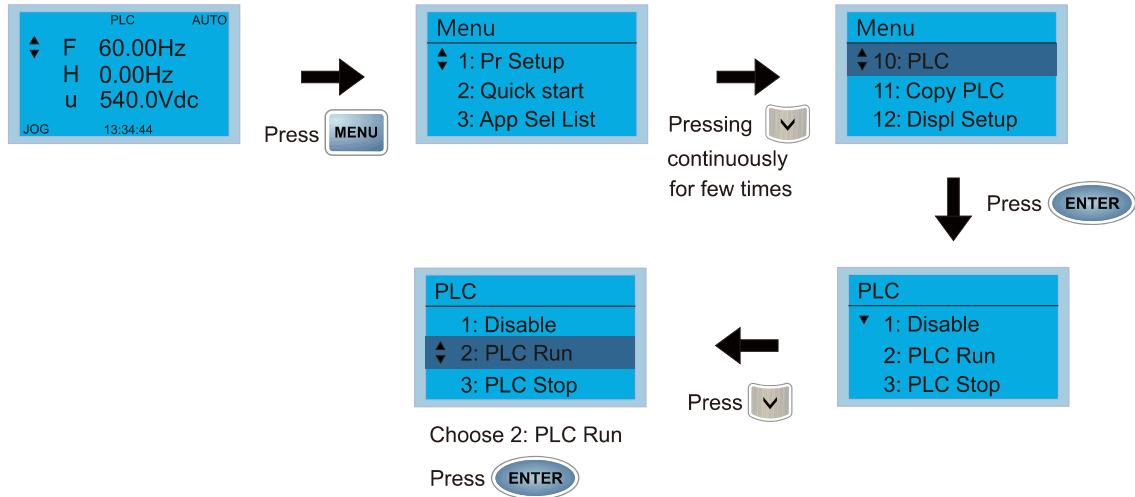 PLC AUTO
F 60.00Hz
H 0.00Hz
u 540.0Vdc
JOG 13:34:44
Press MENU
Menu
1: Pr Setup
2: Quick start
3: App Sel List
Pressing
continuously
for few times
Menu
10: PLC
11: Copy PLC
12: Displ Setup
Press ENTER
PLC
1: Disable
2: PLC Run
3: PLC Stop
Press
PLC
1: Disable
2: PLC Run
3: PLC Stop
Choose 2: PLC Run
Press ENTER